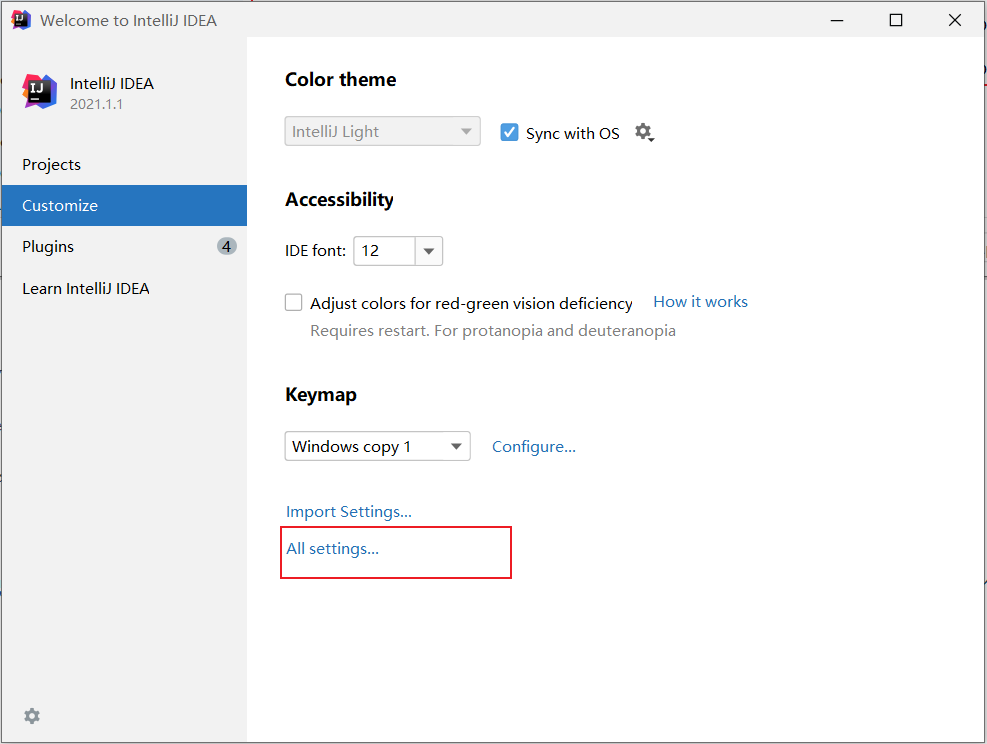 Welcome to IntelliJ IDEA
IntelliJ IDEA
2021.1.1
Projects
Customize
Plugins 4
Learn IntelliJ IDEA
Color theme
IntelliJ Light Sync with OS
Accessibility
IDE font: 12
Adjust colors for red-green vision deficiency How it works
Requires restart. For protanopia and deuteranopia
Keymap
Windows copy 1 Configure...
Import Settings...
All settings...